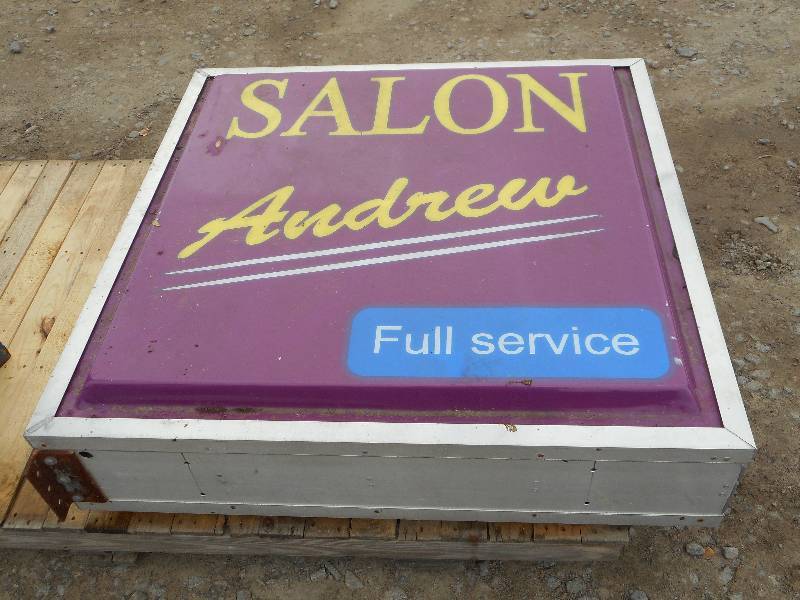 SALON
Andrew
Full service